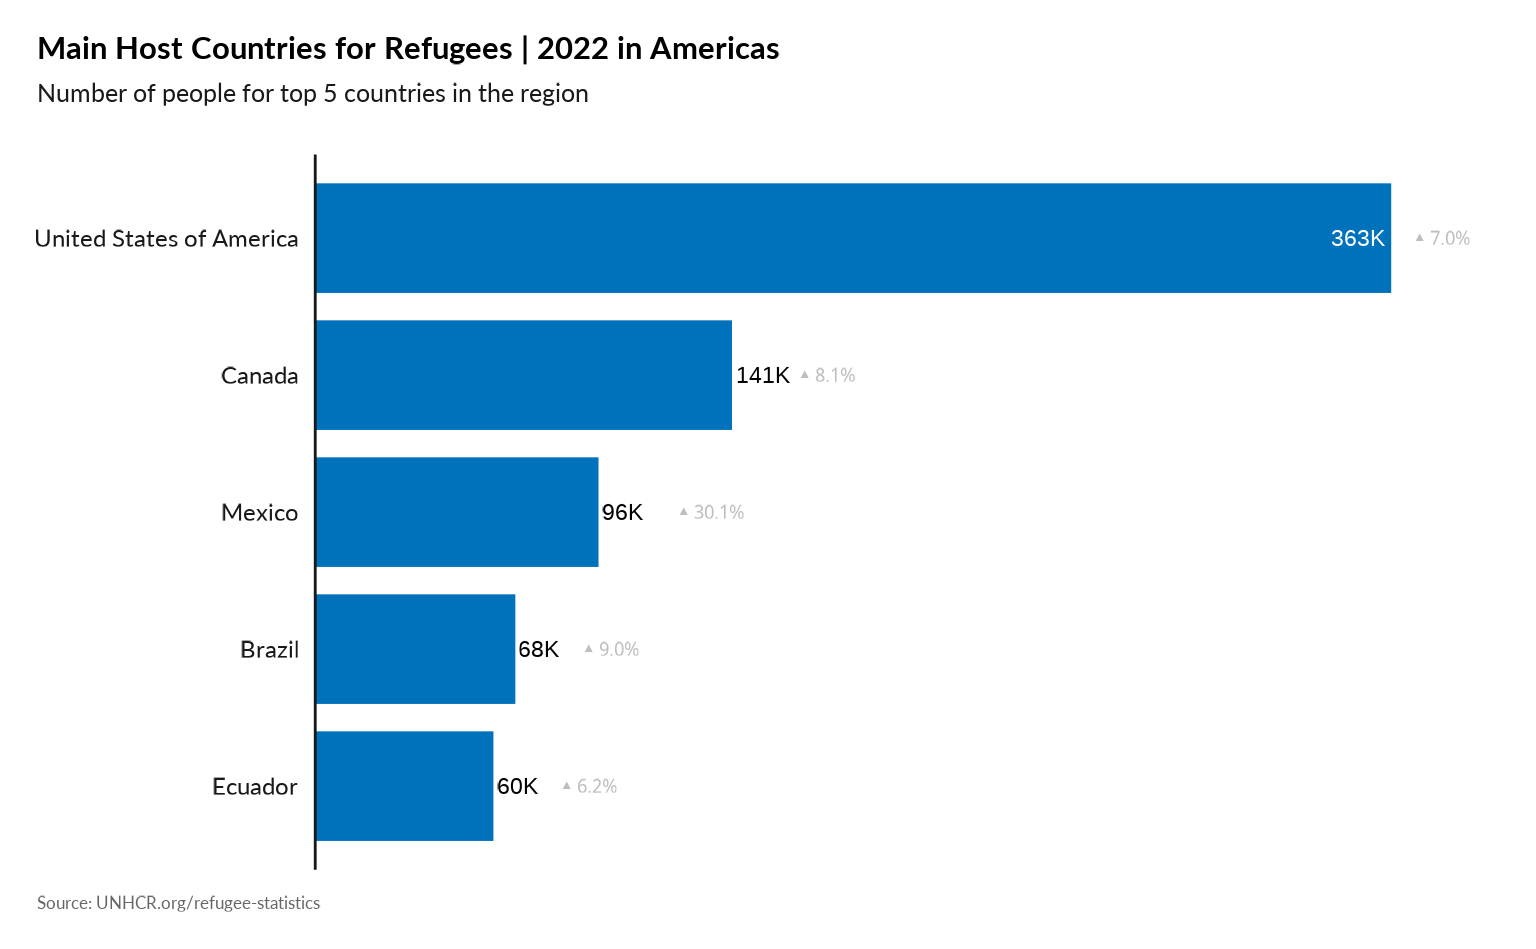 Main Host Countries for Refugees | 2022 in Americas
Number of people for top 5 countries in the region
United States of America 363K ▲ 7.0%
Canada 141K ▲ 8.1%
Mexico 96K ▲ 30.1%
Brazil 68K ▲ 9.0%
Ecuador 60K ▲ 6.2%
Source: UNHCR.org/refugee-statistics